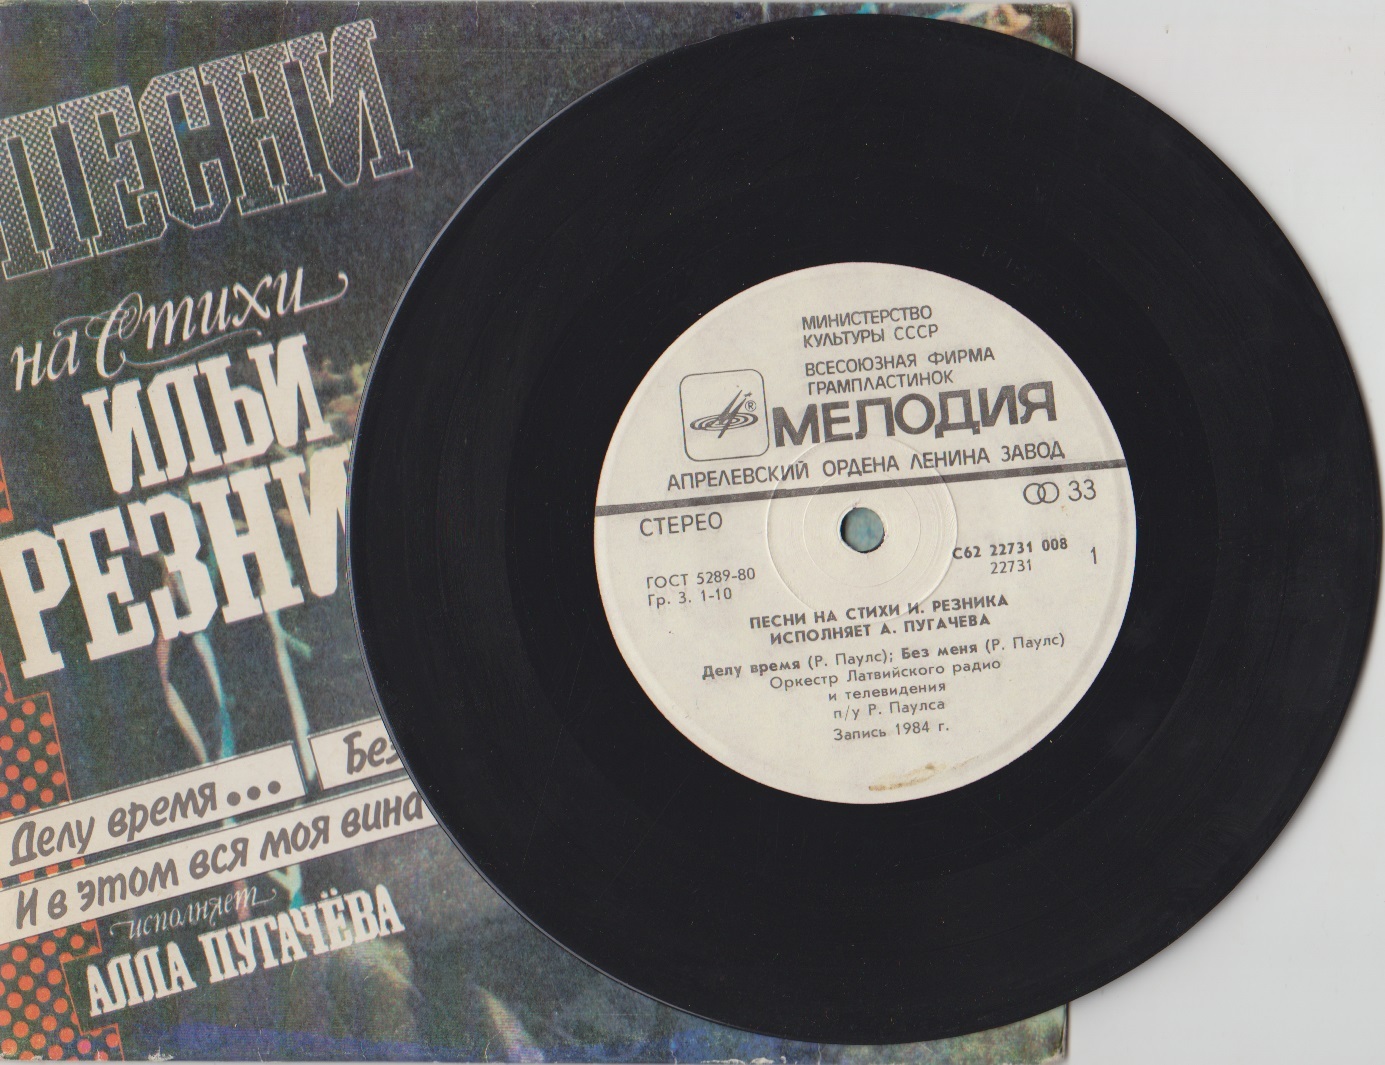 ПЕСНИ
на Стихи
ИЛЬИ
Делу время...
И в этом вся моя вина
исполняет
АЛЛА ПУГАЧЁВА
МИНИСТЕРСТВО
КУЛЬТУРЫ СССР
ВСЕСОЮЗНАЯ ФИРМА
ГРАМПЛАСТИНОК
®
МЕЛОДИЯ
АПРЕЛЕВСКИЙ ОРДЕНА ЛЕНИНА ЗАВОД
СТЕРЕО
33
ГОСТ 5289-80
Гр. 3. 1-10
С62 22731 008
22731
1
ПЕСНИ НА СТИХИ И. РЕЗНИКА
ИСПОЛНЯЕТ А. ПУГАЧЕВА
Делу время (Р. Паулс); Без меня (Р. Паулс)
Оркестр Латвийского радио
и телевидения
п/у Р. Паулса
Запись 1984 г.